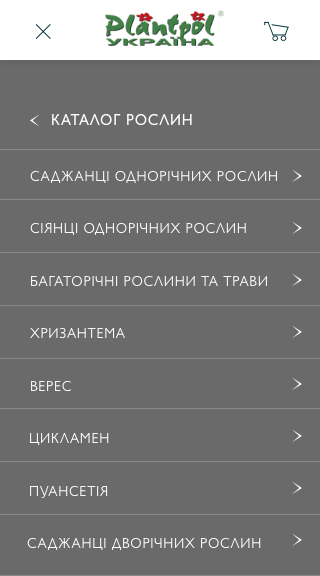 Plantpol®
УКРАЇНА
КАТАЛОГ РОСЛИН
САДЖАНЦІ ОДНОРІЧНИХ РОСЛИН
СІЯНЦІ ОДНОРІЧНИХ РОСЛИН
БАГАТОРІЧНІ РОСЛИНИ ТА ТРАВИ
ХРИЗАНТЕМА
ВЕРЕС
ЦИКЛАМЕН
ПУАНСЕТІЯ
САДЖАНЦІ ДВОРІЧНИХ РОСЛИН